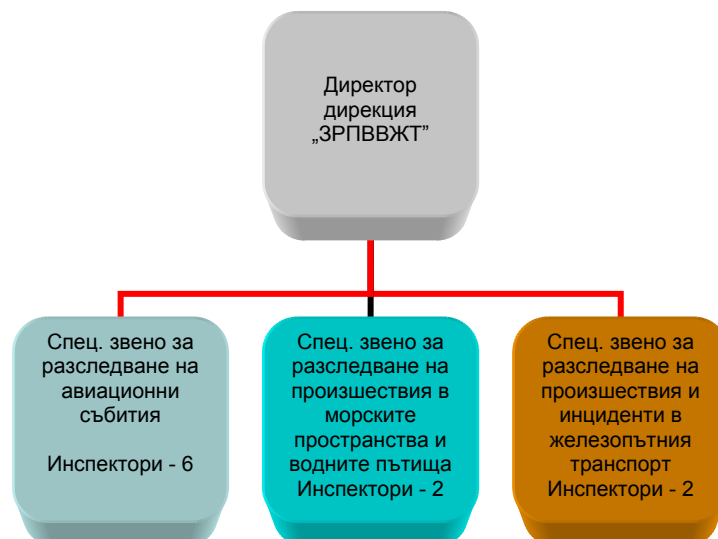 Директор
дирекция
„ЗРПВВЖТ”
Спец. звено за
разследване на
авиационни
събития
Инспектори - 6
Спец. звено за
разследване на
произшествия в
морските
пространства и
водните пътища
Инспектори - 2
Спец. звено за
разследване на
произшествия и
инциденти в
железопътния
транспорт
Инспектори - 2